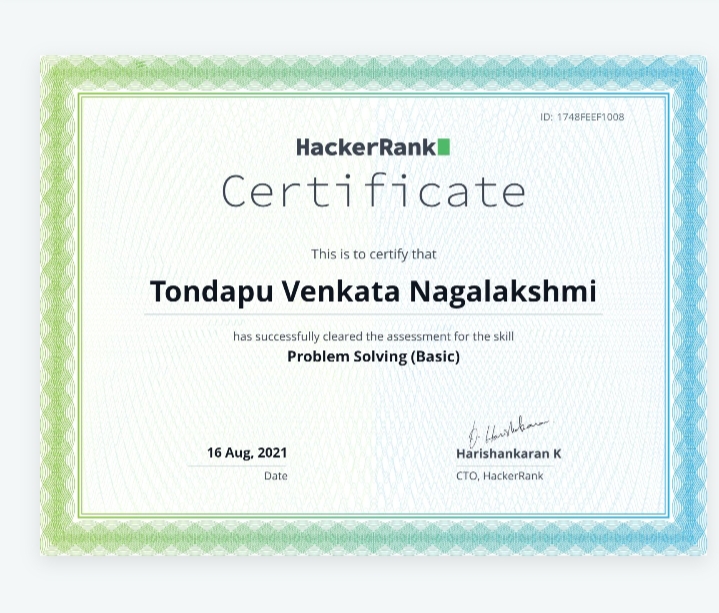 ID: 1748FEEF1008
HackerRank
Certificate
This is to certify that
Tondapu Venkata Nagalakshmi
has successfully cleared the assessment for the skill
Problem Solving (Basic)
16 Aug, 2021
Date
Harishankaran K
CTO, HackerRank